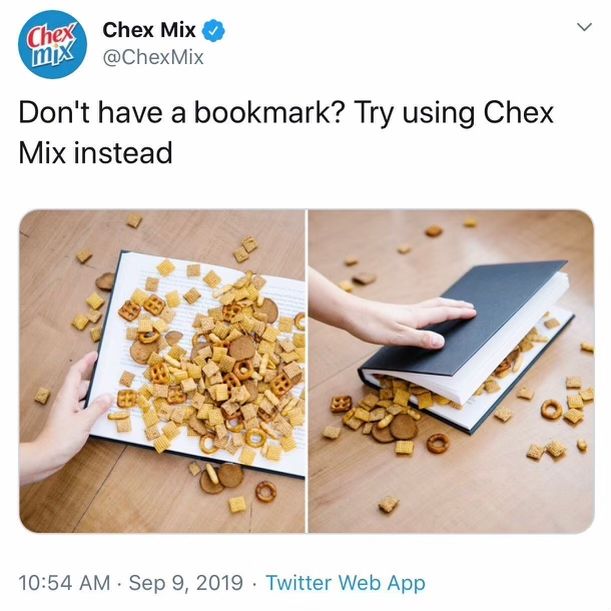 Chex
mix
Chex Mix
@ChexMix
Don't have a bookmark? Try using Chex
Mix instead
10:54 AM · Sep 9, 2019 · Twitter Web App